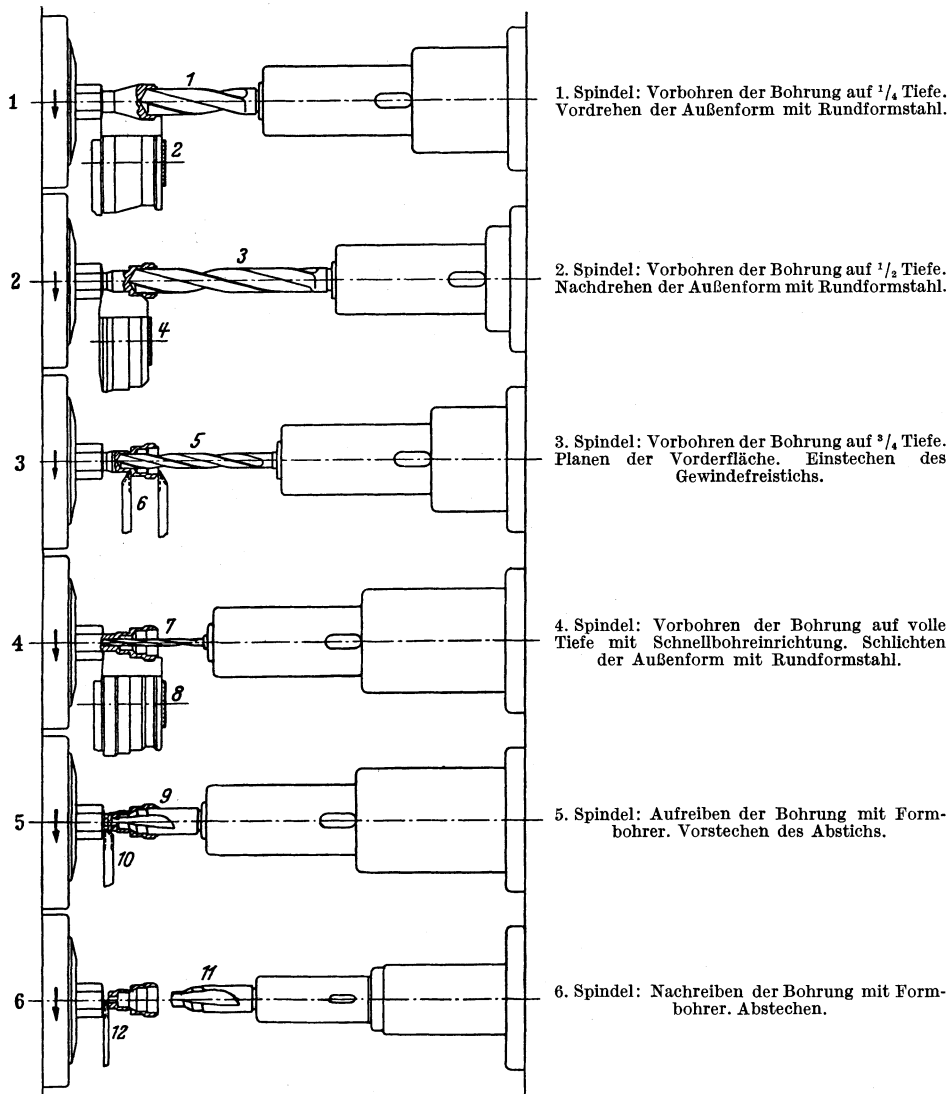 1
1
2
1. Spindel: Vorbohren der Bohrung auf ¹/₄ Tiefe.
Vordrehen der Außenform mit Rundformstahl.
2
3
4
2. Spindel: Vorbohren der Bohrung auf ¹/₂ Tiefe.
Nachdrehen der Außenform mit Rundformstahl.
3
5
6
3. Spindel: Vorbohren der Bohrung auf ³/₄ Tiefe.
Planen der Vorderfläche. Einstechen des
Gewindefreistichs.
4
7
8
4. Spindel: Vorbohren der Bohrung auf volle
Tiefe mit Schnellbohreinrichtung. Schlichten
der Außenform mit Rundformstahl.
5
9
10
5. Spindel: Aufreiben der Bohrung mit Form-
bohrer. Vorstechen des Abstichs.
6
11
12
6. Spindel: Nachreiben der Bohrung mit Form-
bohrer. Abstechen.